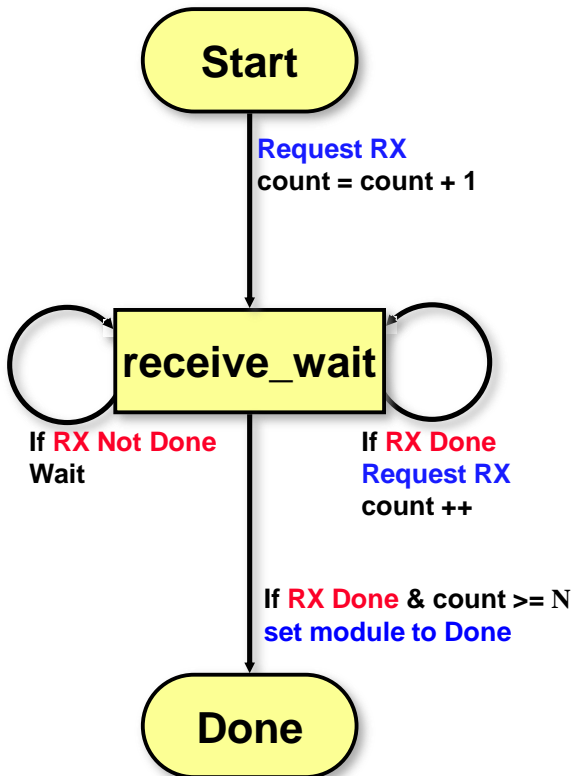 Start
Request RX
count = count + 1
receive_wait
If RX Not Done
Wait
If RX Done
Request RX
count ++
If RX Done & count >= N
set module to Done
Done